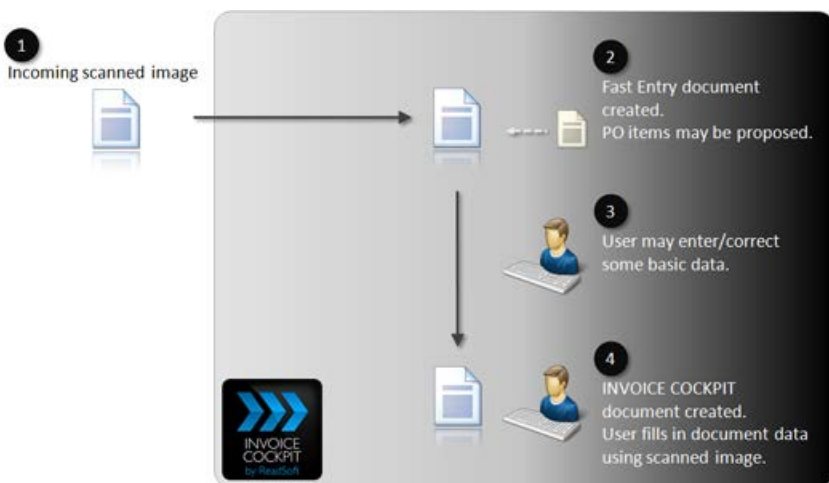 1
Incoming scanned image
2
Fast Entry document
created.
PO items may be proposed.
3
User may enter/correct
some basic data.
4
INVOICE COCKPIT
document created.
User fills in document data
using scanned image.
INVOICE
COCKPIT
by ReadSoft